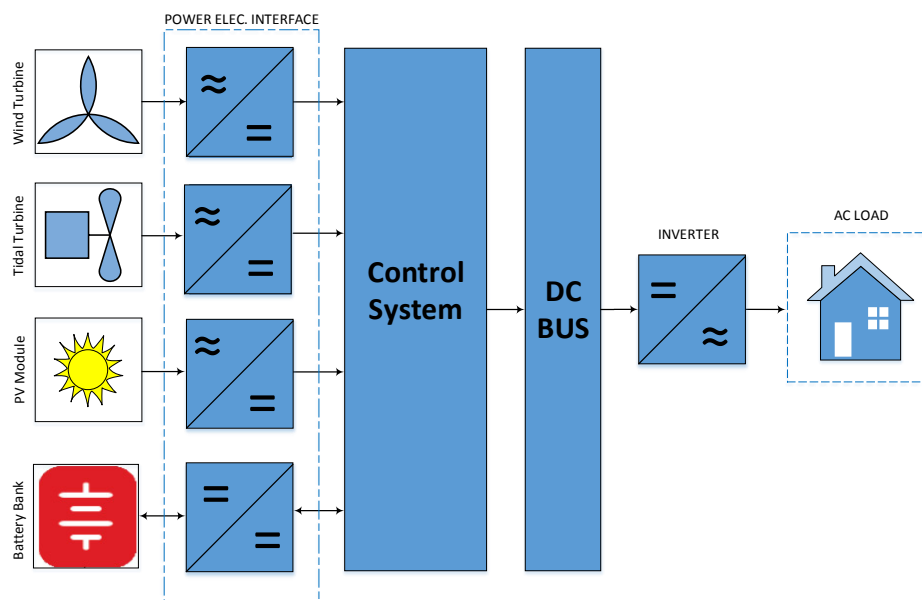 POWER ELEC. INTERFACE
Wind Turbine
Tidal Turbine
PV Module
Battery Bank
Control
System
DC
BUS
INVERTER
AC LOAD